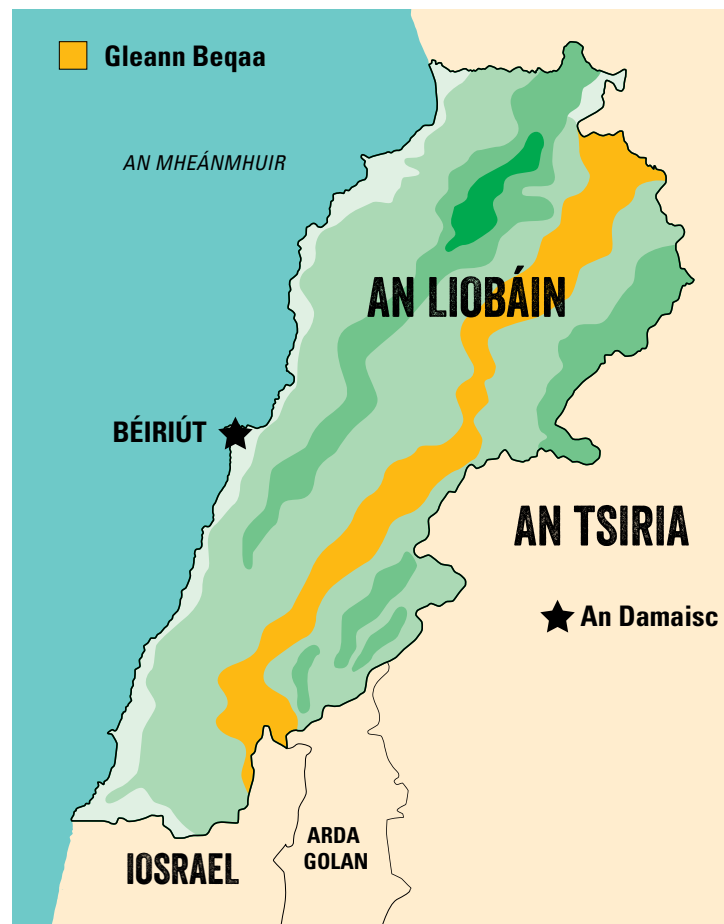 Gleann Beqaa
AN MHEÁNMHUIR
AN LIOBÁIN
BÉIRIÚT
AN TSIRIA
An Damaisc
ARDA
GOLAN
IOSRAEL